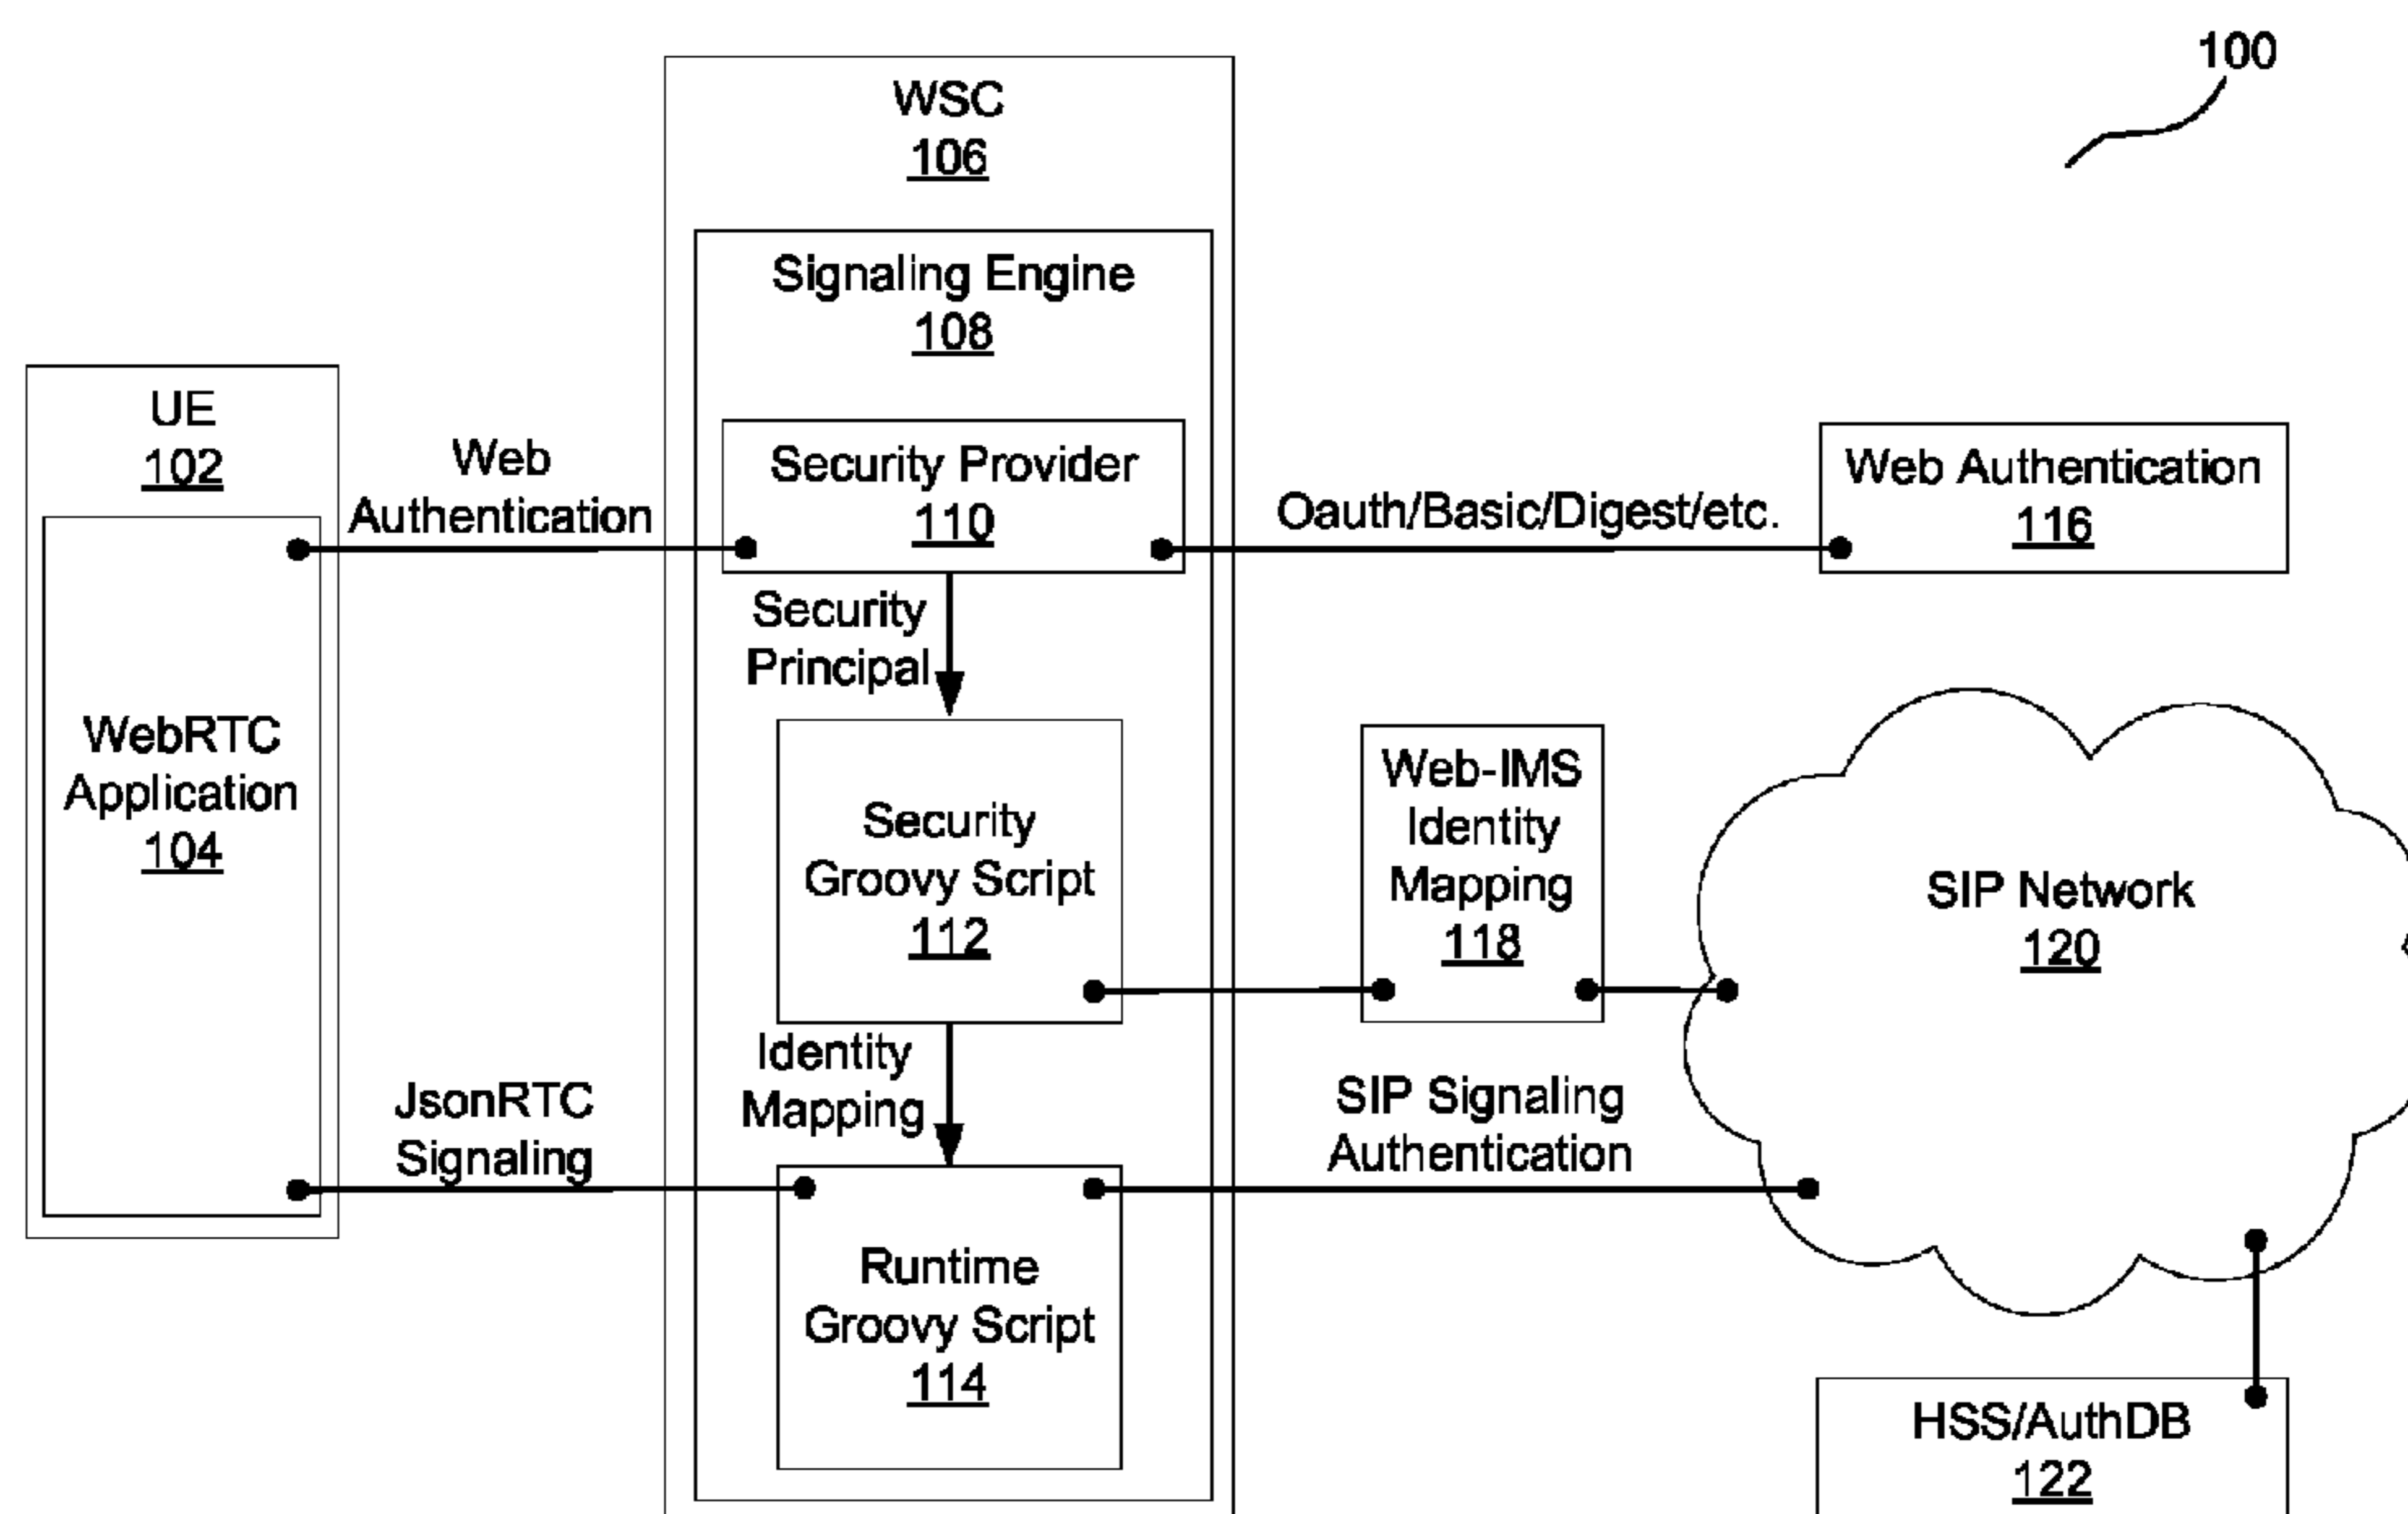 100
WSC
106
Signaling Engine
108
UE
102
Web
Authentication
Security Provider
110
Oauth/Basic/Digest/etc.
Web Authentication
116
Security
Principal
WebRTC
Application
104
Security
Groovy Script
112
Web-IMS
Identity
Mapping
118
SIP Network
120
Identity
Mapping
JsonRTC
Signaling
SIP Signaling
Authentication
Runtime
Groovy Script
114
HSS/AuthDB
122